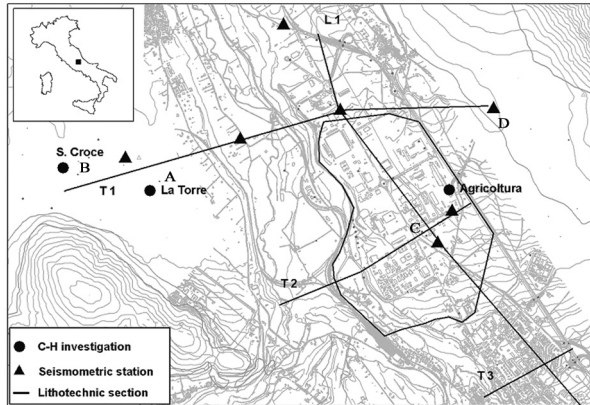 L 1
D
S. Croce
B
A
T 1
La Torre
Agricoltura
C
T 2
T 3
C-H investigation
Seismometric station
Lithotechnic section